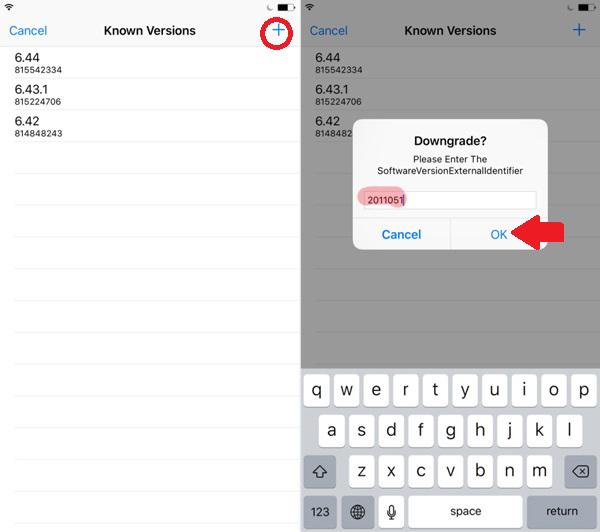 Cancel Known Versions +
6.44
815542334
6.43.1
815224706
6.42
814848243
Cancel Known Versions +
6.44
815542334
6.43.1
815224706
6.42
8148482
Downgrade?
Please Enter The
SoftwareVersionExternalIdentifier
2011051
Cancel OK
q w e r t y u i o p
a s d f g h j k l
z x c v b n m
123 space return